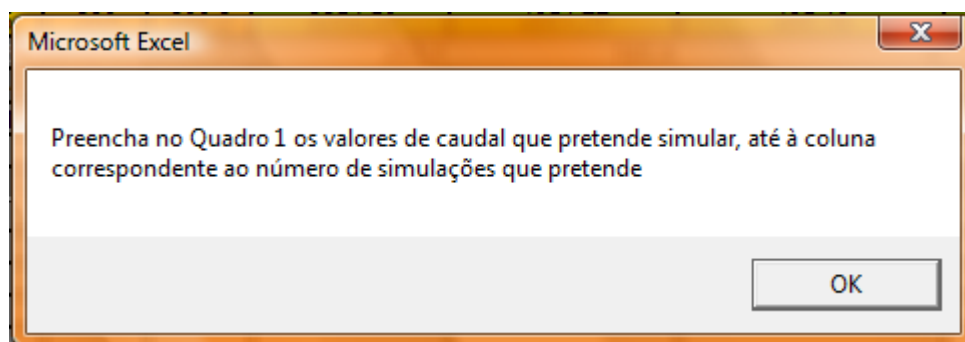 Microsoft Excel
Preencha no Quadro 1 os valores de caudal que pretende simular, até à coluna
correspondente ao número de simulações que pretende
OK